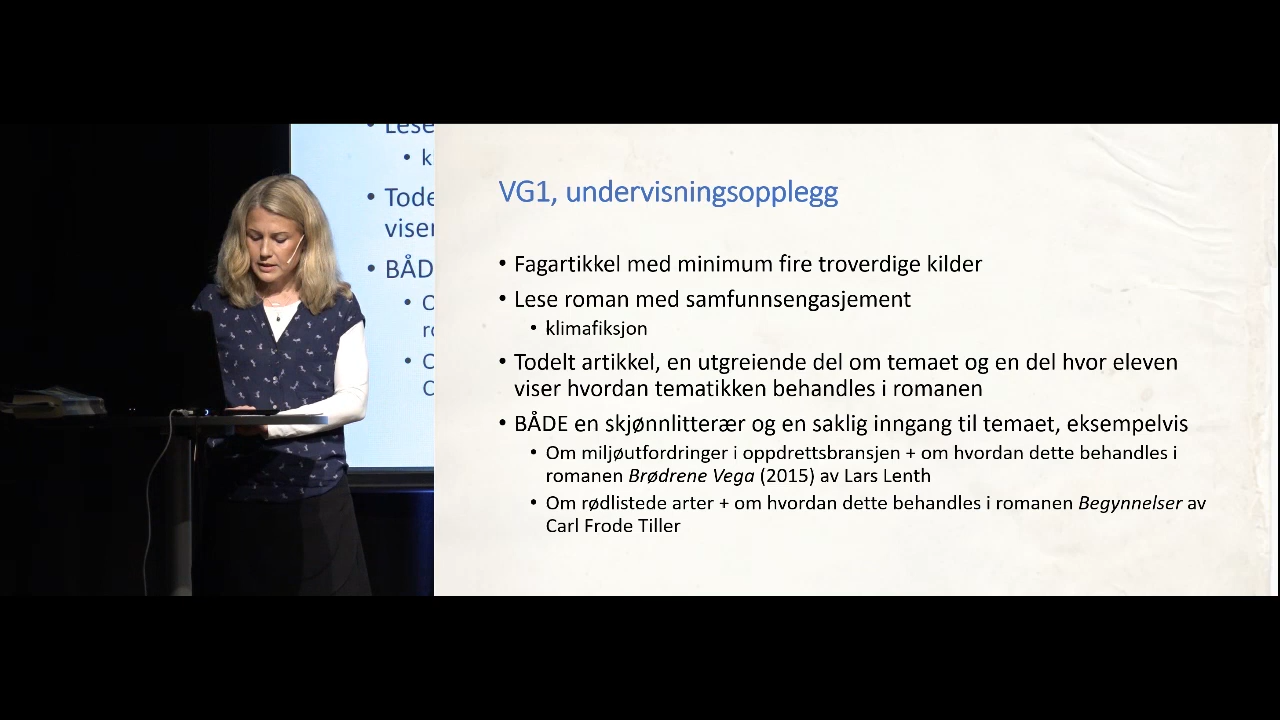 Lese
• k
• Tode
viser
• BÅD
VG1, undervisningsopplegg
• Fagartikkel med minimum fire troverdige kilder
• Lese roman med samfunnsengasjement
• klimafiksjon
• Todelt artikkel, en utgreiende del om temaet og en del hvor eleven
viser hvordan tematikken behandles i romanen
• BÅDE en skjønnlitterær og en saklig inngang til temaet, eksempelvis
• Om miljøutfordringer i oppdrettsbransjen + om hvordan dette behandles i
romanen Brødrene Vega (2015) av Lars Lenth
• Om rødlistede arter + om hvordan dette behandles i romanen Begynnelser av
Carl Frode Tiller